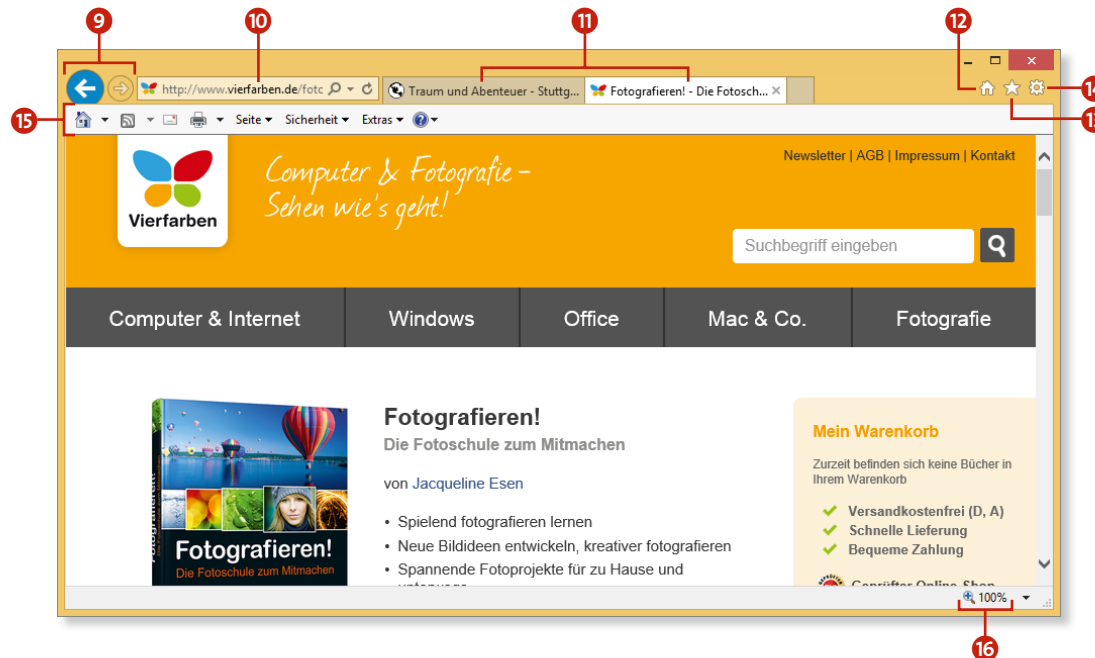 9 10 11 12
http://www.vierfarben.de/fotc Traum und Abenteuer - Stuttg... Fotografieren! - Die Fotosch...
14
13
15 Seite Sicherheit Extras
Newsletter | AGB | Impressum | Kontakt
Computer & Fotografie –
Sehen wie's geht!
Vierfarben
Suchbegriff eingeben
Computer & Internet Windows Office Mac & Co. Fotografie
Fotografieren!
Die Fotoschule zum Mitmachen
von Jacqueline Esen
• Spielend fotografieren lernen
• Neue Bildideen entwickeln, kreativer fotografieren
• Spannende Fotoprojekte für zu Hause und
Fotografieren!
Die Fotoschule zum Mitmachen
Mein Warenkorb
Zurzeit befinden sich keine Bücher in
Ihrem Warenkorb
Versandkostenfrei (D, A)
Schnelle Lieferung
Bequeme Zahlung
Geprüfter Online-Shop
100%
16